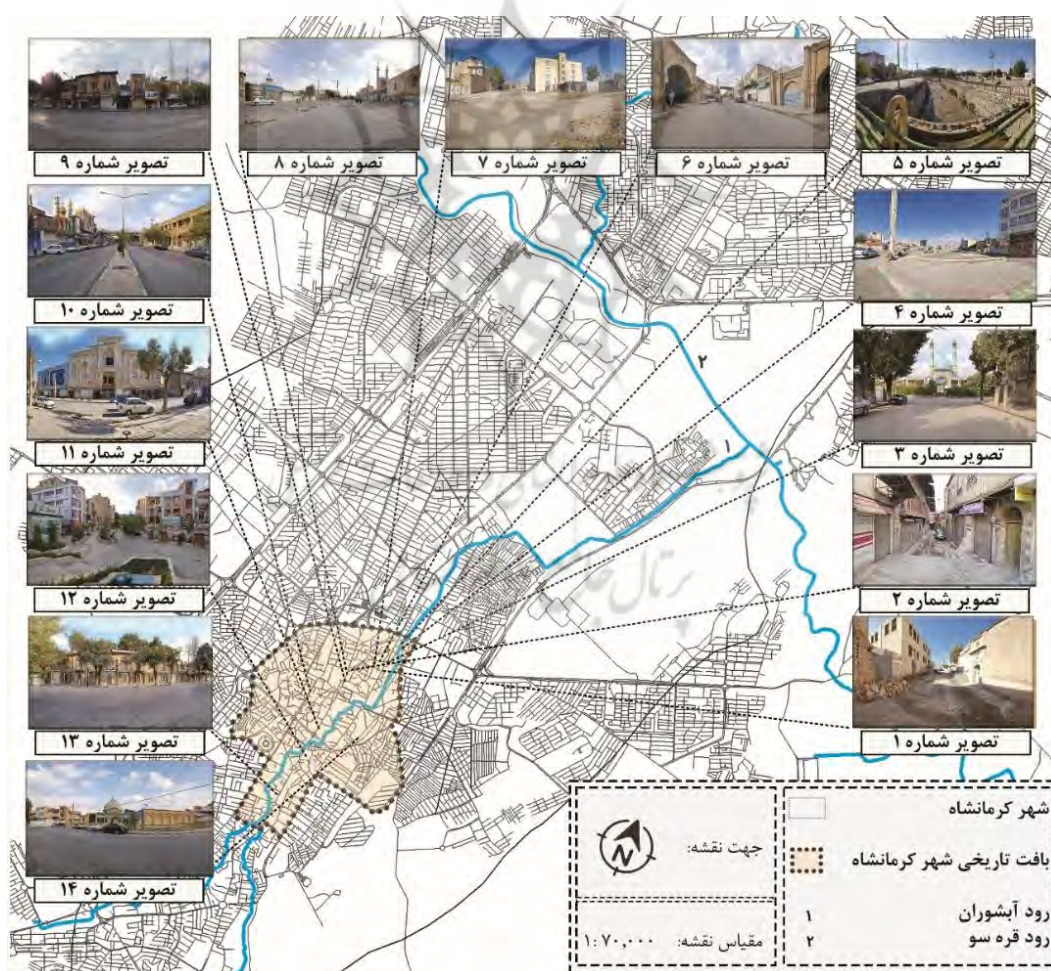 تصویر شماره ۵
تصویر شماره ۶
تصویر شماره ۷
تصویر شماره ۸
تصویر شماره ۹
تصویر شماره ۴
تصویر شماره ۱۰
تصویر شماره ۳
تصویر شماره ۱۱
تصویر شماره ۲
تصویر شماره ۱۲
تصویر شماره ۱
تصویر شماره ۱۳
تصویر شماره ۱۴
۲
۱
پرتال جامع
شهر کرمانشاه
بافت تاریخی شهر کرمانشاه
رود آبشوران ۱
رود قره سو ۲
جهت نقشه:
N
مقیاس نقشه: ۱:۷۰,۰۰۰